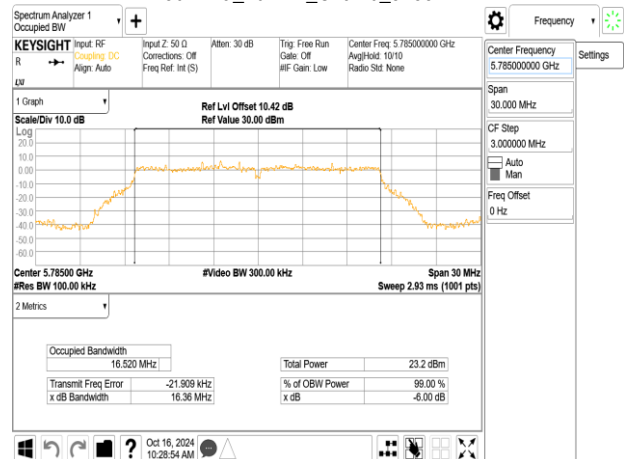 Spectrum Analyzer 1
Occupied BW
Frequency
KEYSIGHT
Input: RF
Input Z: 50 Ω
Atten: 30 dB
Trig: Free Run
Center Freq: 5.785000000 GHz
R
Coupling: DC
Corrections: Off
Gate: Off
Avg|Hold: 10/10
Align: Auto
Freq Ref: Int (S)
#IF Gain: Low
Radio Std: None
LXI
Center Frequency
5.785000000 GHz
Settings
Span
30.000 MHz
CF Step
3.000000 MHz
Auto
Man
Freq Offset
0 Hz
1 Graph
Ref Lvl Offset 10.42 dB
Scale/Div 10.0 dB
Ref Value 30.00 dBm
Log
20.0
10.0
0.00
-10.0
-20.0
-30.0
-40.0
-50.0
-60.0
Center 5.78500 GHz
#Video BW 300.00 kHz
Span 30 MHz
#Res BW 100.00 kHz
Sweep 2.93 ms (1001 pts)
2 Metrics
Occupied Bandwidth
16.520 MHz
Total Power
23.2 dBm
Transmit Freq Error
-21.909 kHz
% of OBW Power
99.00 %
x dB Bandwidth
16.36 MHz
x dB
-6.00 dB
Oct 16, 2024
10:28:54 AM